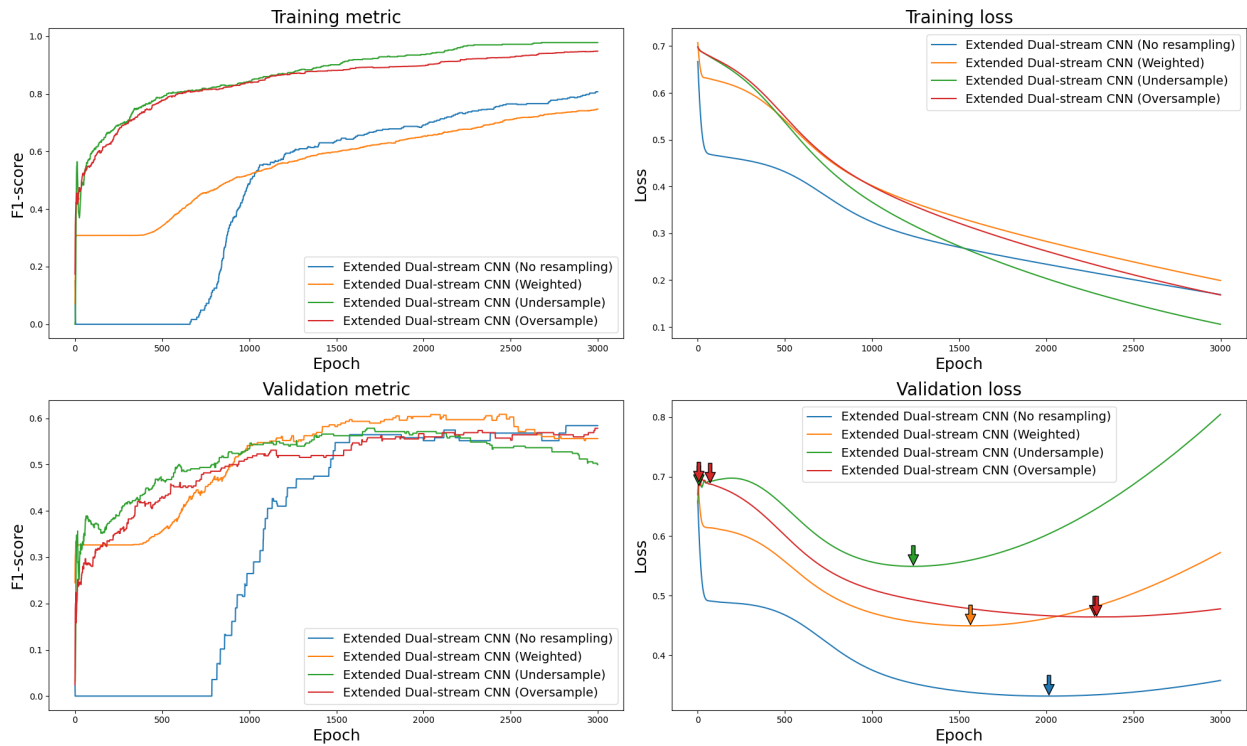 Training metric
F1-score
1.0
0.8
0.6
0.4
0.2
0.0
Extended Dual-stream CNN (No resampling)
Extended Dual-stream CNN (Weighted)
Extended Dual-stream CNN (Undersample)
Extended Dual-stream CNN (Oversample)
0 500 1000 1500 2000 2500 3000
Epoch
Training loss
Loss
0.7
0.6
0.5
0.4
0.3
0.2
0.1
Extended Dual-stream CNN (No resampling)
Extended Dual-stream CNN (Weighted)
Extended Dual-stream CNN (Undersample)
Extended Dual-stream CNN (Oversample)
0 500 1000 1500 2000 2500 3000
Epoch
Validation metric
F1-score
0.6
0.5
0.4
0.3
0.2
0.1
0.0
Extended Dual-stream CNN (No resampling)
Extended Dual-stream CNN (Weighted)
Extended Dual-stream CNN (Undersample)
Extended Dual-stream CNN (Oversample)
0 500 1000 1500 2000 2500 3000
Epoch
Validation loss
Loss
0.8
0.7
0.6
0.5
0.4
Extended Dual-stream CNN (No resampling)
Extended Dual-stream CNN (Weighted)
Extended Dual-stream CNN (Undersample)
Extended Dual-stream CNN (Oversample)
0 500 1000 1500 2000 2500 3000
Epoch